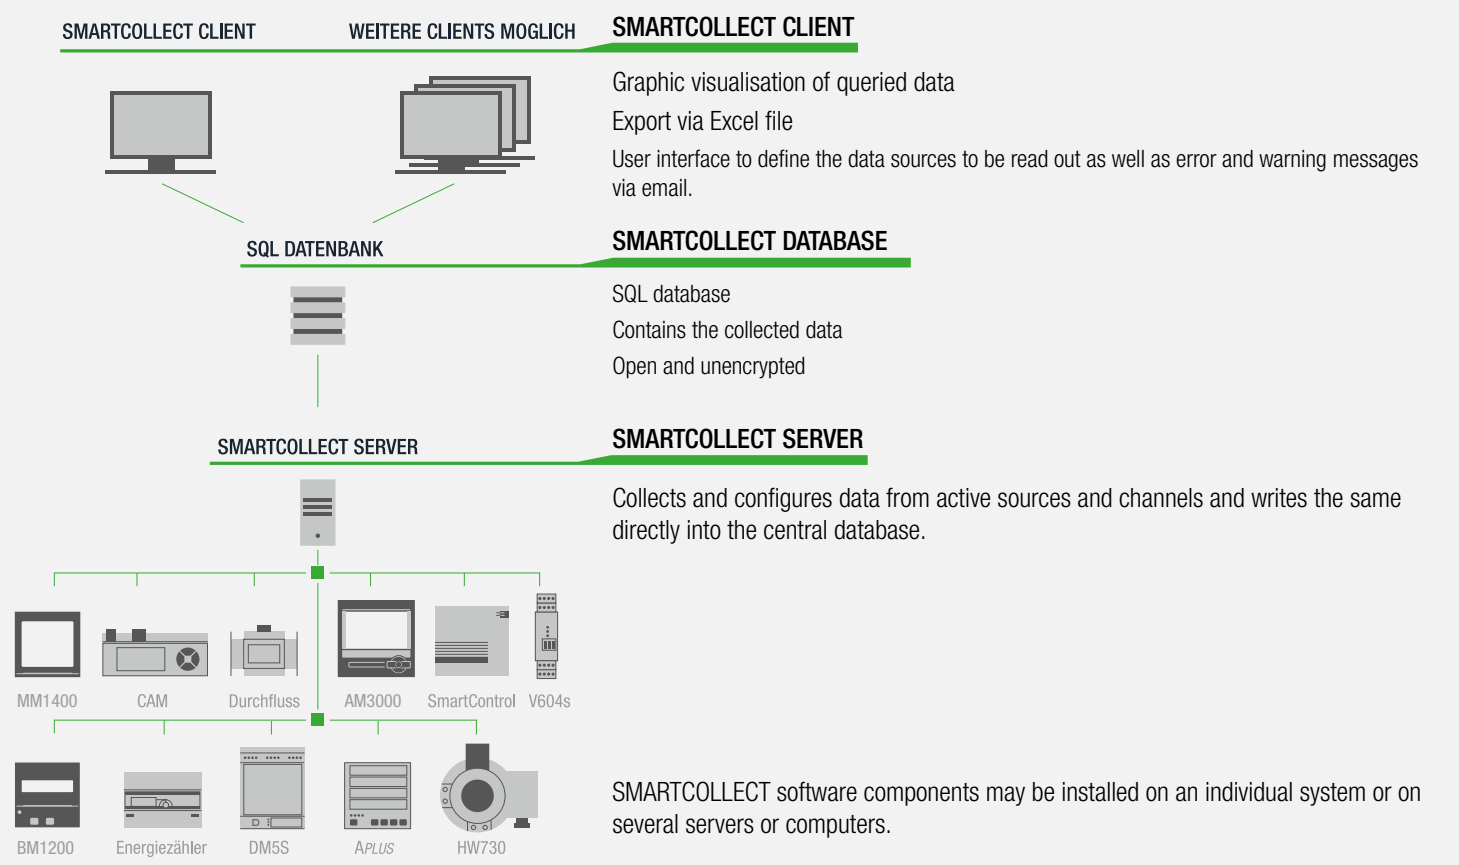 SMARTCOLLECT CLIENT
WEITERE CLIENTS MOGLICH
SMARTCOLLECT CLIENT
Graphic visualisation of queried data
Export via Excel file
User interface to define the data sources to be read out as well as error and warning messages
via email.
SQL DATENBANK
SMARTCOLLECT DATABASE
SQL database
Contains the collected data
Open and unencrypted
SMARTCOLLECT SERVER
SMARTCOLLECT SERVER
Collects and configures data from active sources and channels and writes the same
directly into the central database.
MM1400
CAM
Durchfluss
AM3000
SmartControl
V604s
BM1200
Energiezähler
DM5S
APLUS
HW730
SMARTCOLLECT software components may be installed on an individual system or on
several servers or computers.